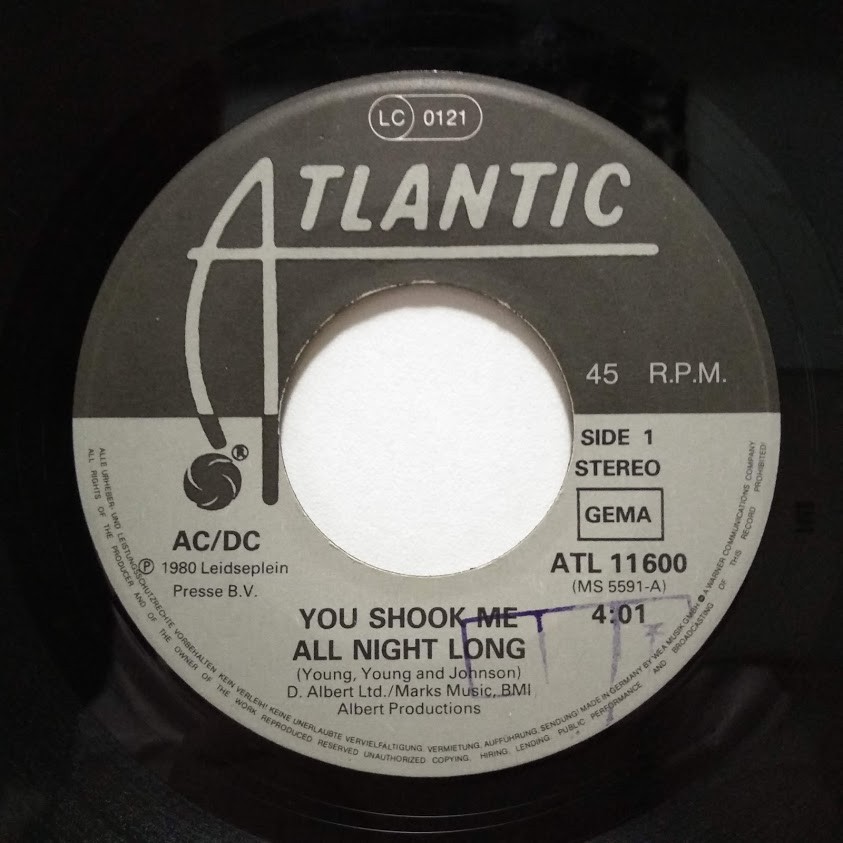 LC 0121
ATLANTIC
45 R.P.M.
SIDE 1
STEREO
®
GEMA
AC/DC
ATL 11600
℗ 1980 Leidseplein
(MS 5591-A)
Presse B.V.
4:01
YOU SHOOK ME
ALL NIGHT LONG
(Young, Young and Johnson)
D. Albert Ltd./Marks Music, BMI
Albert Productions
ALLE URHEBER- UND LEISTUNGSSCHUTZRECHTE VORBEHALTEN KEIN VERLEIH! KEINE UNERLAUBTE VERVIELFÄLTIGUNG, VERMIETUNG, AUFFÜHRUNG, SENDUNG! MADE IN GERMANY BY WEA MUSIK GMBH A WARNER COMMUNICATIONS COMPANY
ALL RIGHTS OF THE PRODUCER AND OF THE OWNER OF THE WORK REPRODUCED RESERVED UNAUTHORIZED COPYING, HIRING, LENDING PUBLIC PERFORMANCE AND BROADCASTING OF THIS RECORD PROHIBITED!